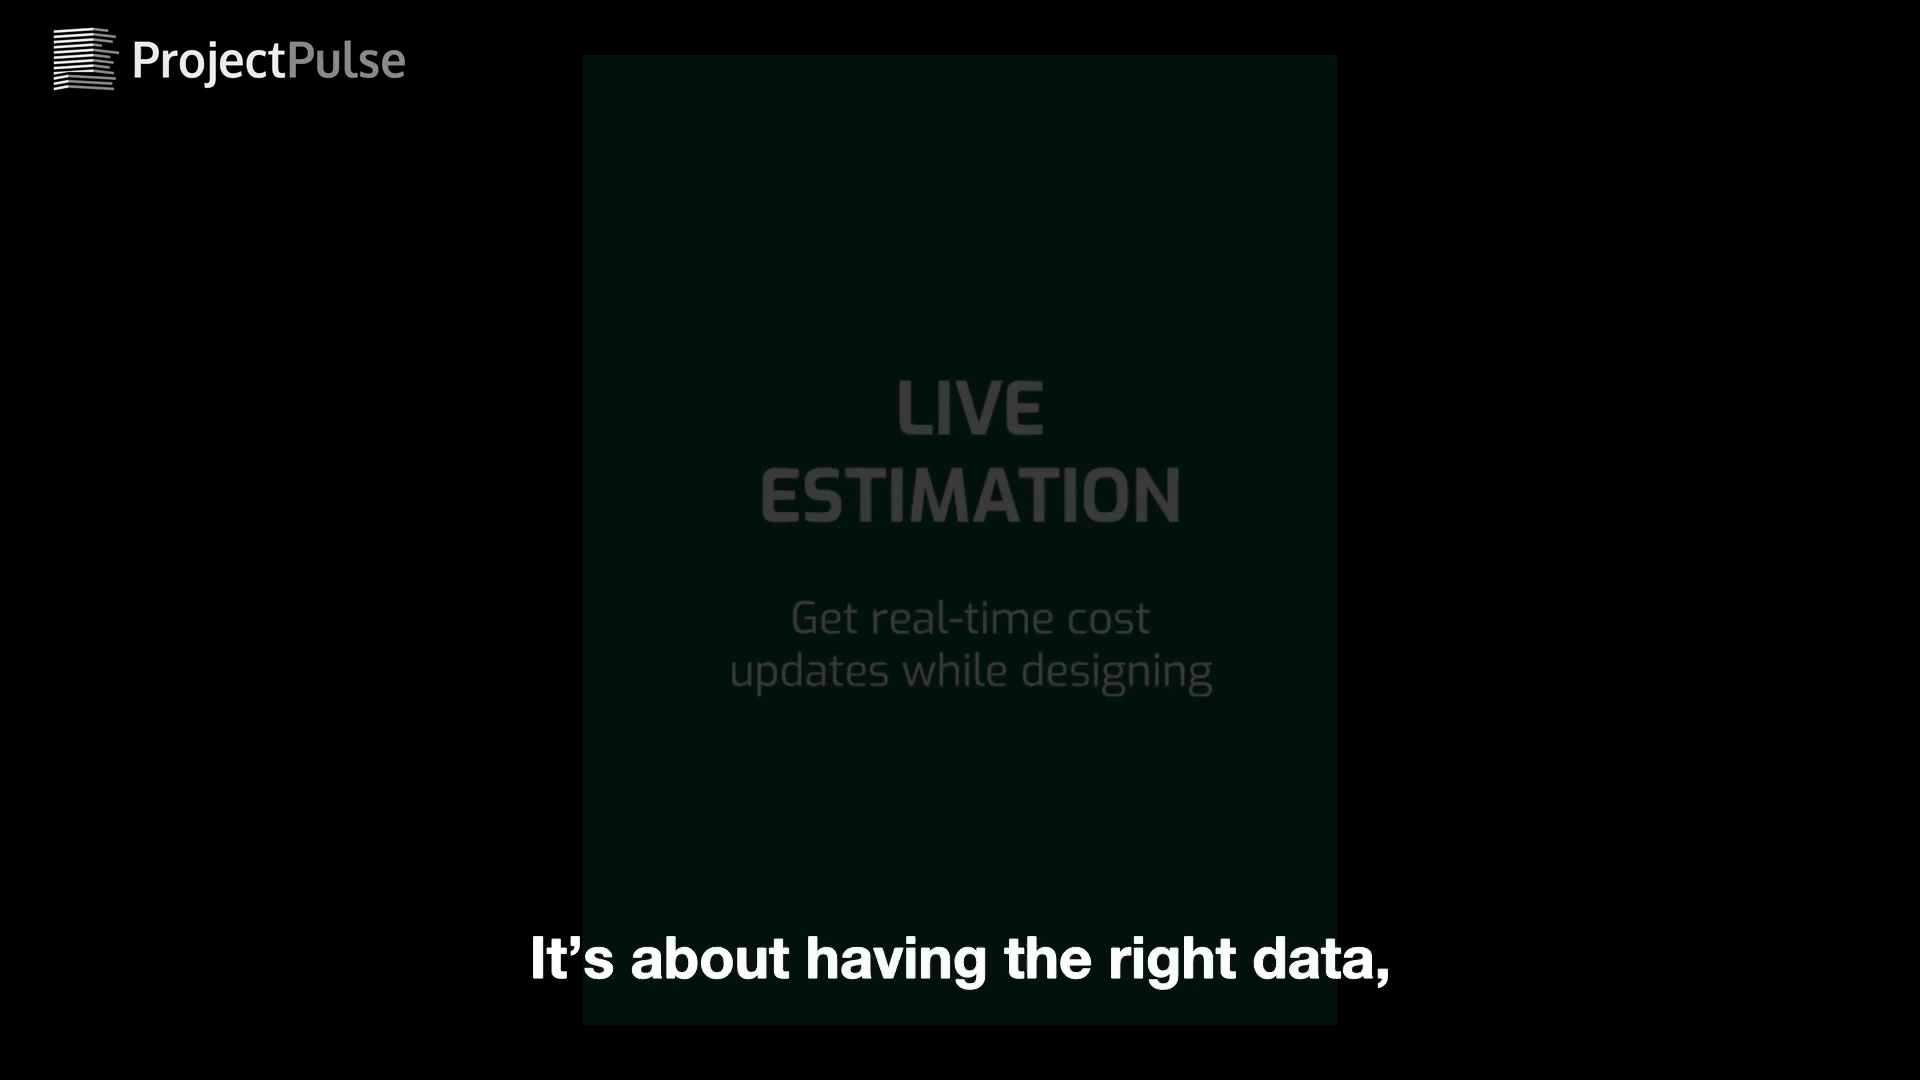 ProjectPulse
LIVE
ESTIMATION
Get real-time cost
updates while designing
It’s about having the right data,